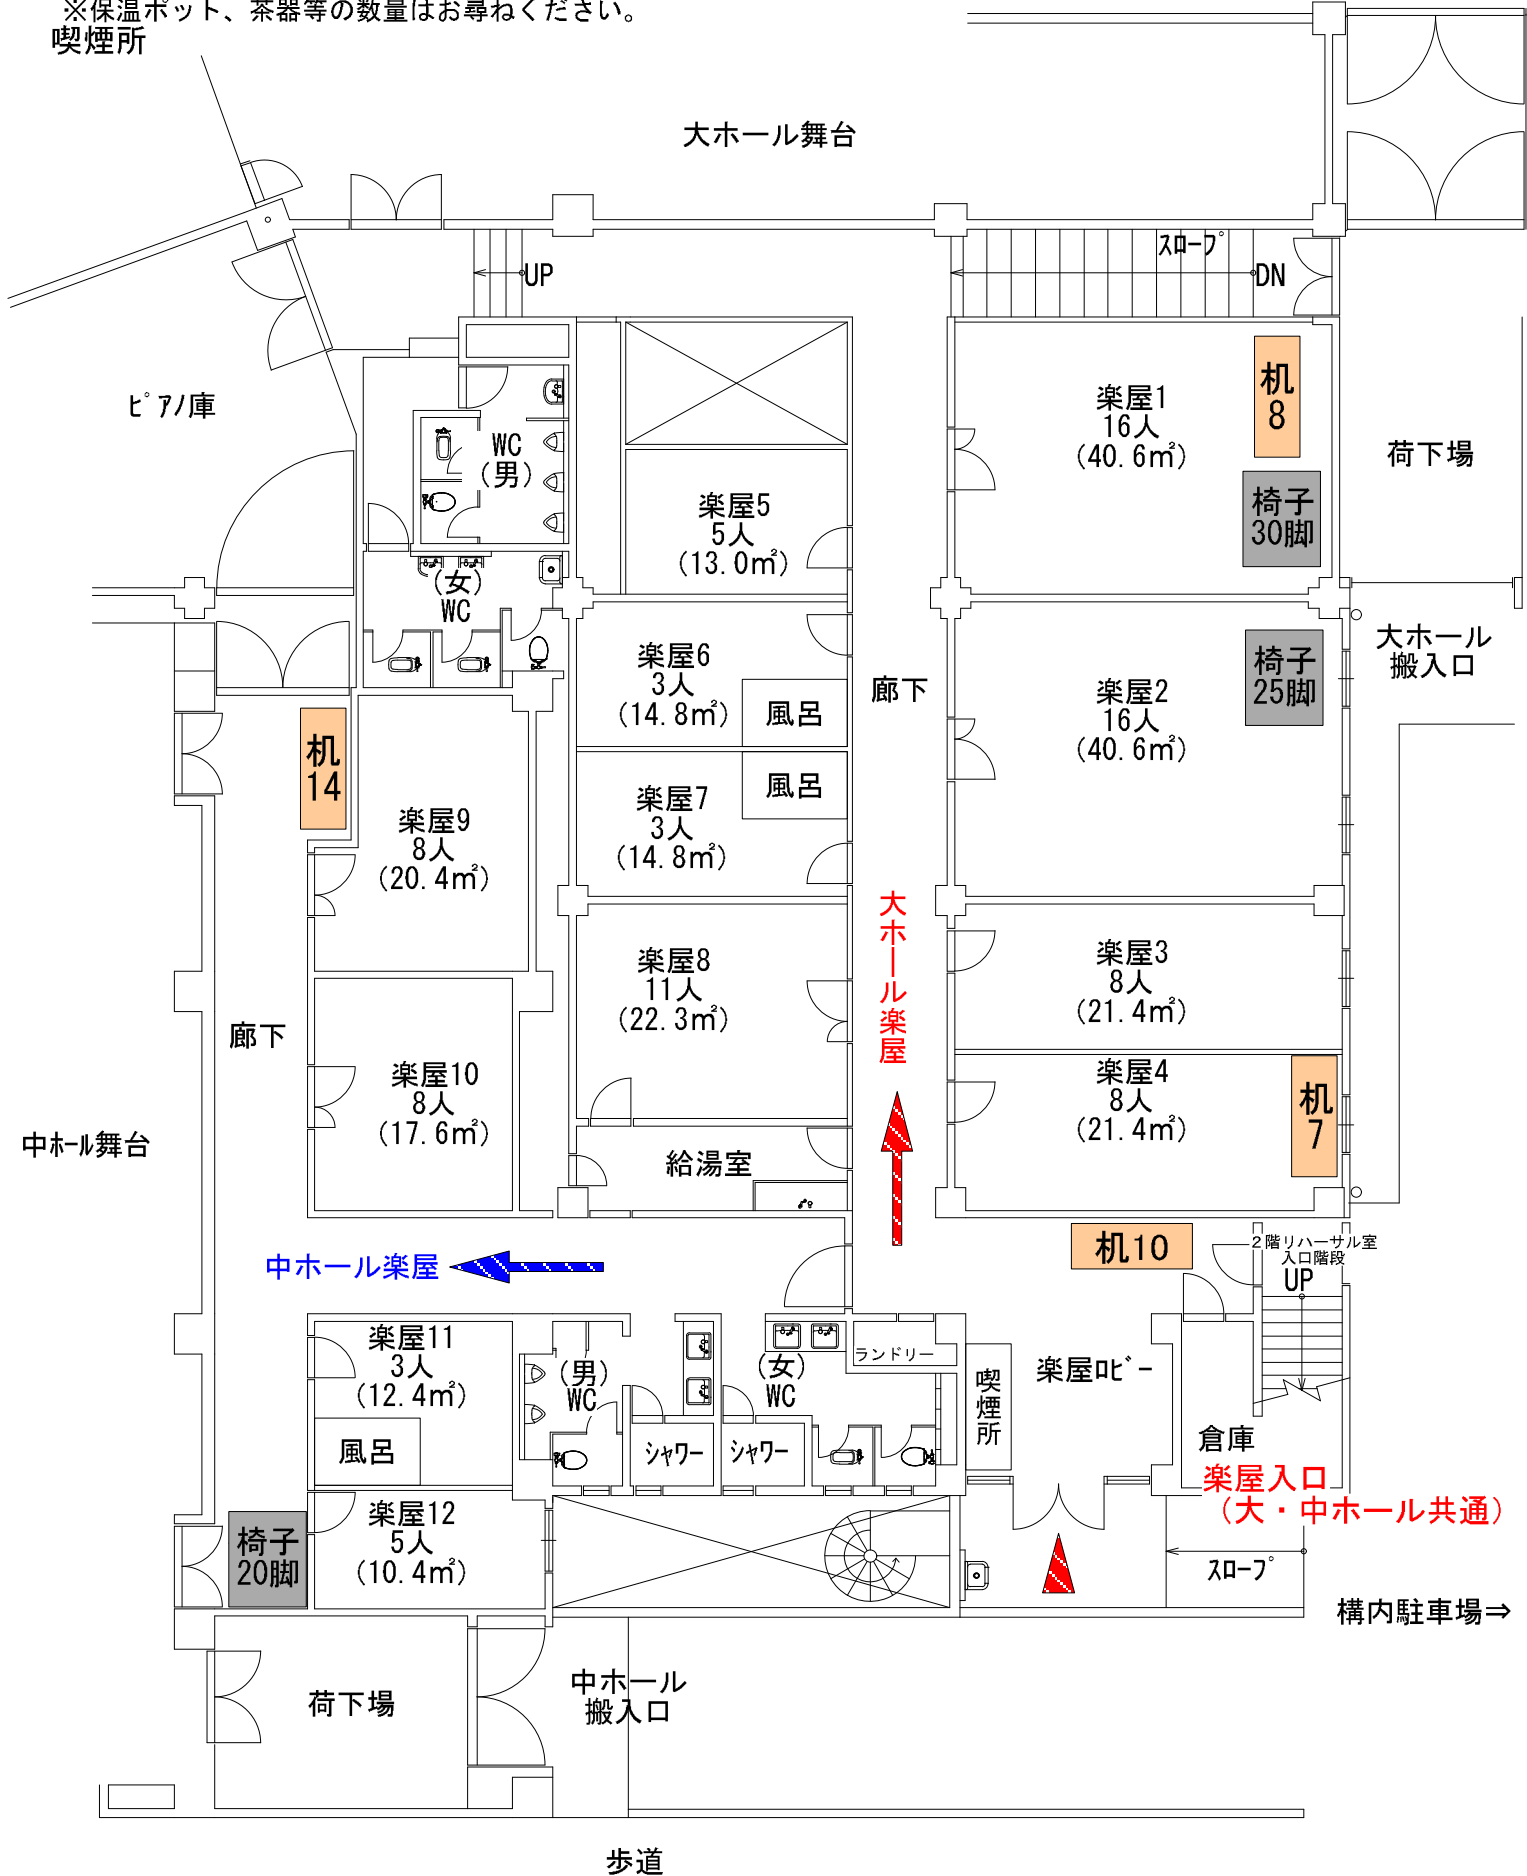 ※保温ポット、茶器等の数量はお尋ねください。
喫煙所
大ホール舞台
スロープ
UP
DN
ピアノ庫
WC
(男)
楽屋5
5人
(13.0㎡)
楽屋1
16人
(40.6㎡)
机
8
椅子
30脚
荷下場
(女)
WC
楽屋6
3人
(14.8㎡)
風呂
廊下
楽屋2
16人
(40.6㎡)
椅子
25脚
大ホール
搬入口
机
14
楽屋9
8人
(20.4㎡)
楽屋7
3人
(14.8㎡)
風呂
大ホール楽屋
楽屋8
11人
(22.3㎡)
楽屋3
8人
(21.4㎡)
廊下
楽屋10
8人
(17.6㎡)
楽屋4
8人
(21.4㎡)
机
7
中ホール舞台
給湯室
中ホール楽屋
机10
2階リハーサル室
入口階段
UP
楽屋11
3人
(12.4㎡)
風呂
(男)
WC
(女)
WC
ランドリー
喫煙所
楽屋ロビー
シャワー
シャワー
倉庫
楽屋入口
(大・中ホール共通)
楽屋12
5人
(10.4㎡)
椅子
20脚
スロープ
構内駐車場⇒
荷下場
中ホール
搬入口
歩道